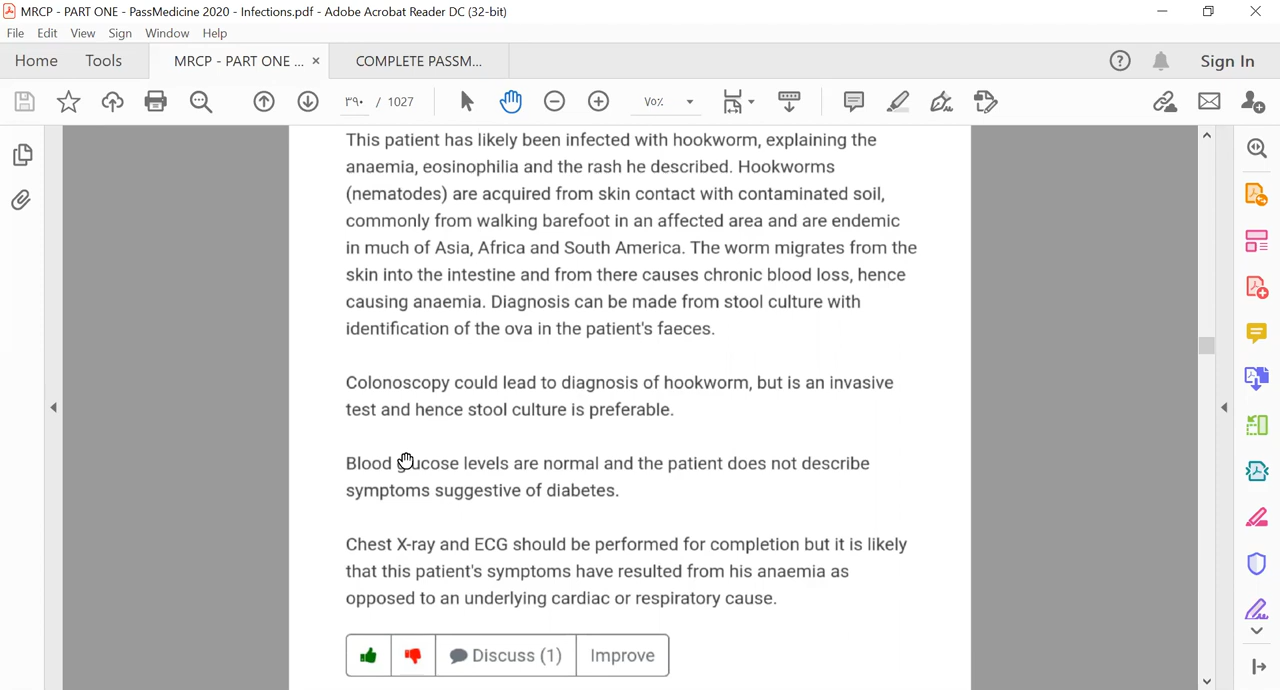 MRCP - PART ONE - PassMedicine 2020 - Infections.pdf - Adobe Acrobat Reader DC (32-bit)
File Edit View Sign Window Help
Home Tools MRCP - PART ONE ... × COMPLETE PASSM... Sign In
٣٩٠ / 1027 ٧٥%
This patient has likely been infected with hookworm, explaining the
anaemia, eosinophilia and the rash he described. Hookworms
(nematodes) are acquired from skin contact with contaminated soil,
commonly from walking barefoot in an affected area and are endemic
in much of Asia, Africa and South America. The worm migrates from the
skin into the intestine and from there causes chronic blood loss, hence
causing anaemia. Diagnosis can be made from stool culture with
identification of the ova in the patient's faeces.
Colonoscopy could lead to diagnosis of hookworm, but is an invasive
test and hence stool culture is preferable.
Blood glucose levels are normal and the patient does not describe
symptoms suggestive of diabetes.
Chest X-ray and ECG should be performed for completion but it is likely
that this patient's symptoms have resulted from his anaemia as
opposed to an underlying cardiac or respiratory cause.
Discuss (1) Improve